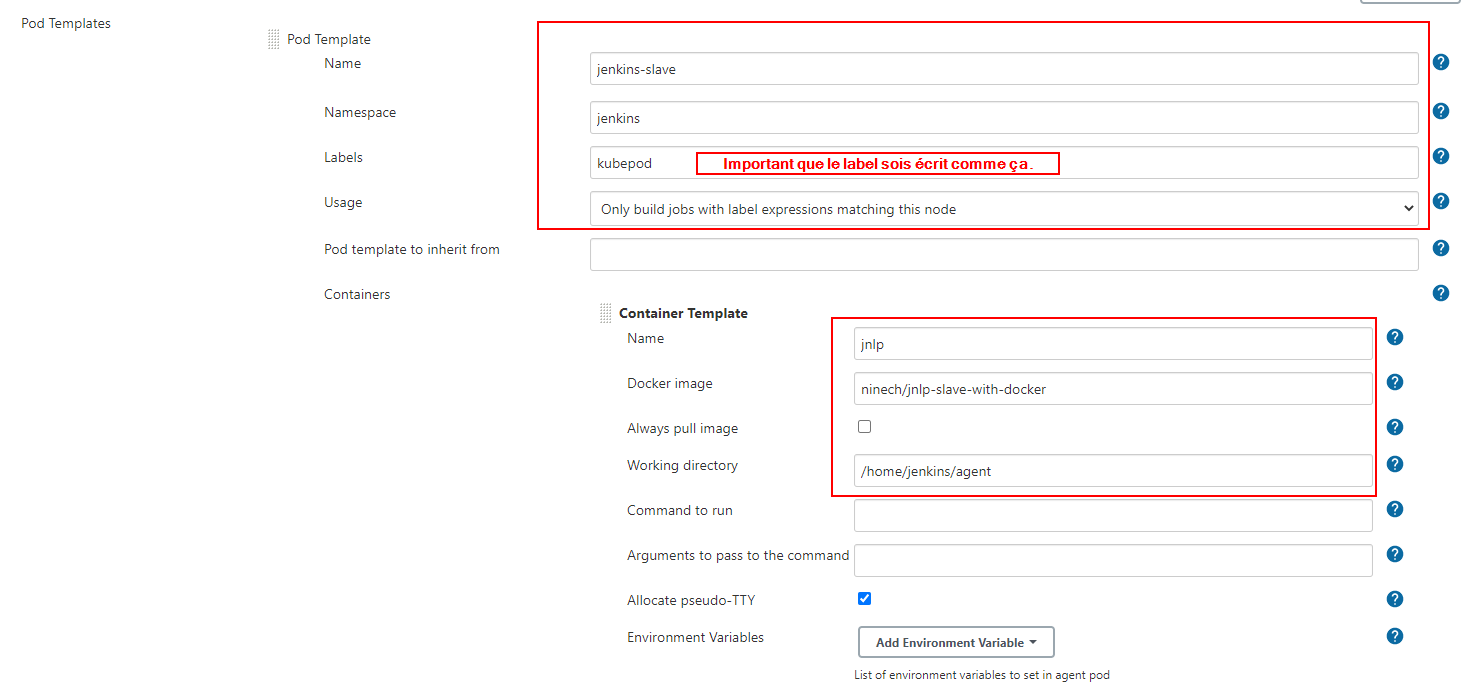 Pod Templates
Pod Template
Name
jenkins-slave
Namespace
jenkins
Labels
kubepod
Important que le label sois écrit comme ça.
Usage
Only build jobs with label expressions matching this node
Pod template to inherit from
Containers
Container Template
Name
jnlp
Docker image
ninech/jnlp-slave-with-docker
Always pull image
Working directory
/home/jenkins/agent
Command to run
Arguments to pass to the command
Allocate pseudo-TTY
Environment Variables
Add Environment Variable
List of environment variables to set in agent pod